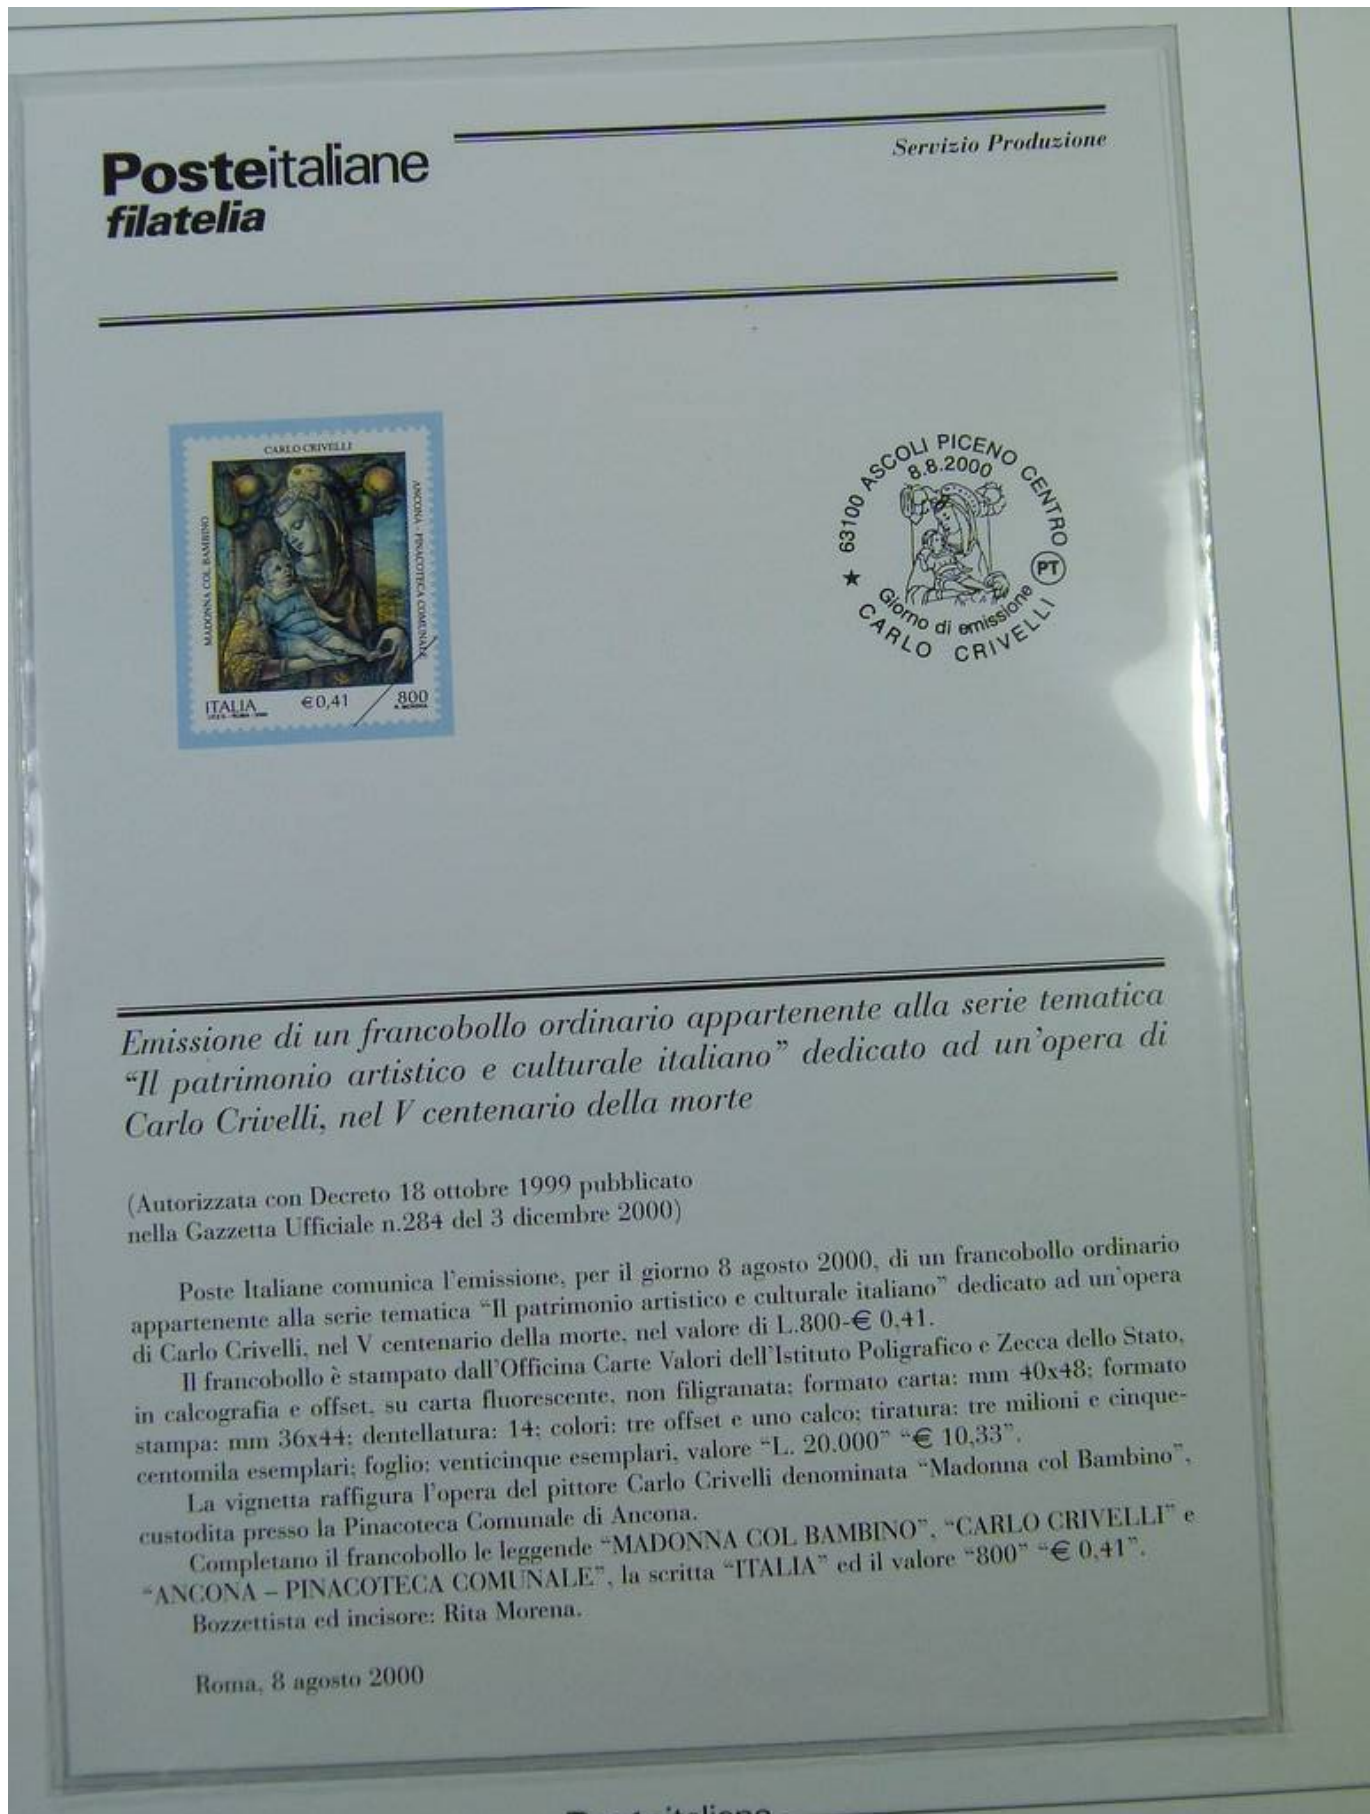 Posteitaliane
filatelia
Servizio Produzione
CARLO CRIVELLI
MADONNA COL BAMBINO
ANCONA - PINACOTECA COMUNALE
ITALIA
€0,41
800
63100 ASCOLI PICENO CENTRO
8.8.2000
PT
Giorno di emissione
★ CARLO CRIVELLI
Emissione di un francobollo ordinario appartenente alla serie tematica
“Il patrimonio artistico e culturale italiano” dedicato ad un’opera di
Carlo Crivelli, nel V centenario della morte
(Autorizzata con Decreto 18 ottobre 1999 pubblicato
nella Gazzetta Ufficiale n.284 del 3 dicembre 2000)
Poste Italiane comunica l’emissione, per il giorno 8 agosto 2000, di un francobollo ordinario
appartenente alla serie tematica “Il patrimonio artistico e culturale italiano” dedicato ad un’opera
di Carlo Crivelli, nel V centenario della morte, nel valore di L.800-€ 0,41.
Il francobollo è stampato dall’Officina Carte Valori dell’Istituto Poligrafico e Zecca dello Stato,
in calcografia e offset, su carta fluorescente, non filigranata; formato carta: mm 40x48; formato
stampa: mm 36x44; dentellatura: 14; colori: tre offset e uno calco; tiratura: tre milioni e cinque-
centomila esemplari; foglio: venticinque esemplari, valore “L. 20.000” “€ 10,33”.
La vignetta raffigura l’opera del pittore Carlo Crivelli denominata “Madonna col Bambino”,
custodita presso la Pinacoteca Comunale di Ancona.
Completano il francobollo le leggende “MADONNA COL BAMBINO”, “CARLO CRIVELLI” e
“ANCONA – PINACOTECA COMUNALE”, la scritta “ITALIA” ed il valore “800” “€ 0,41”.
Bozzettista ed incisore: Rita Morena.
Roma, 8 agosto 2000